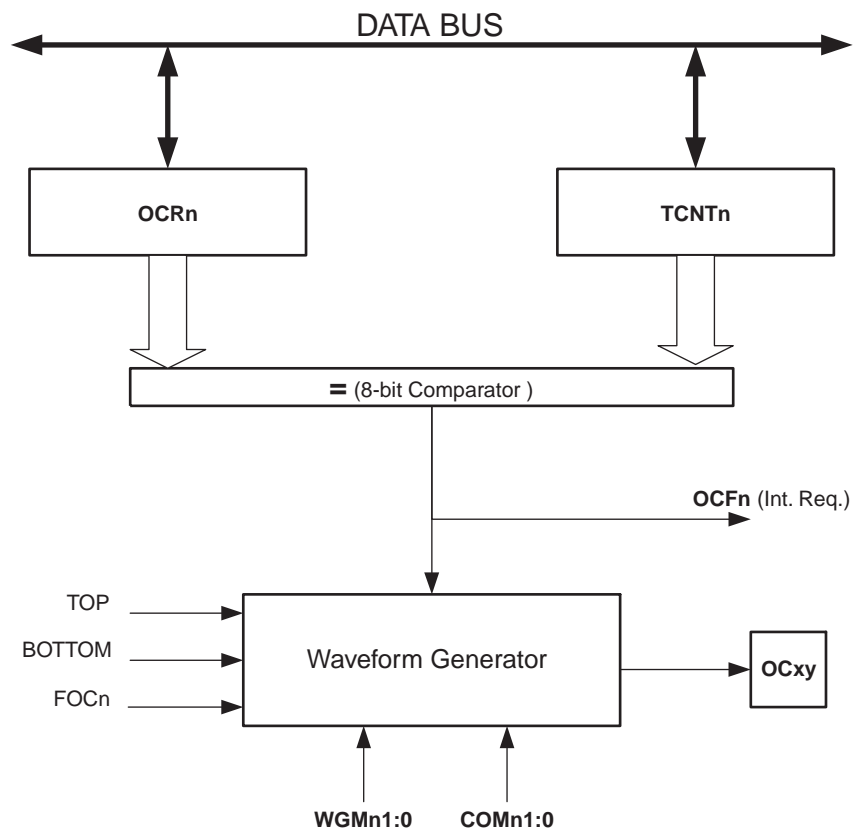 DATA BUS
OCRn
TCNTn
= (8-bit Comparator )
OCFn (Int. Req.)
TOP
BOTTOM
FOCn
Waveform Generator
OCxy
WGMn1:0
COMn1:0